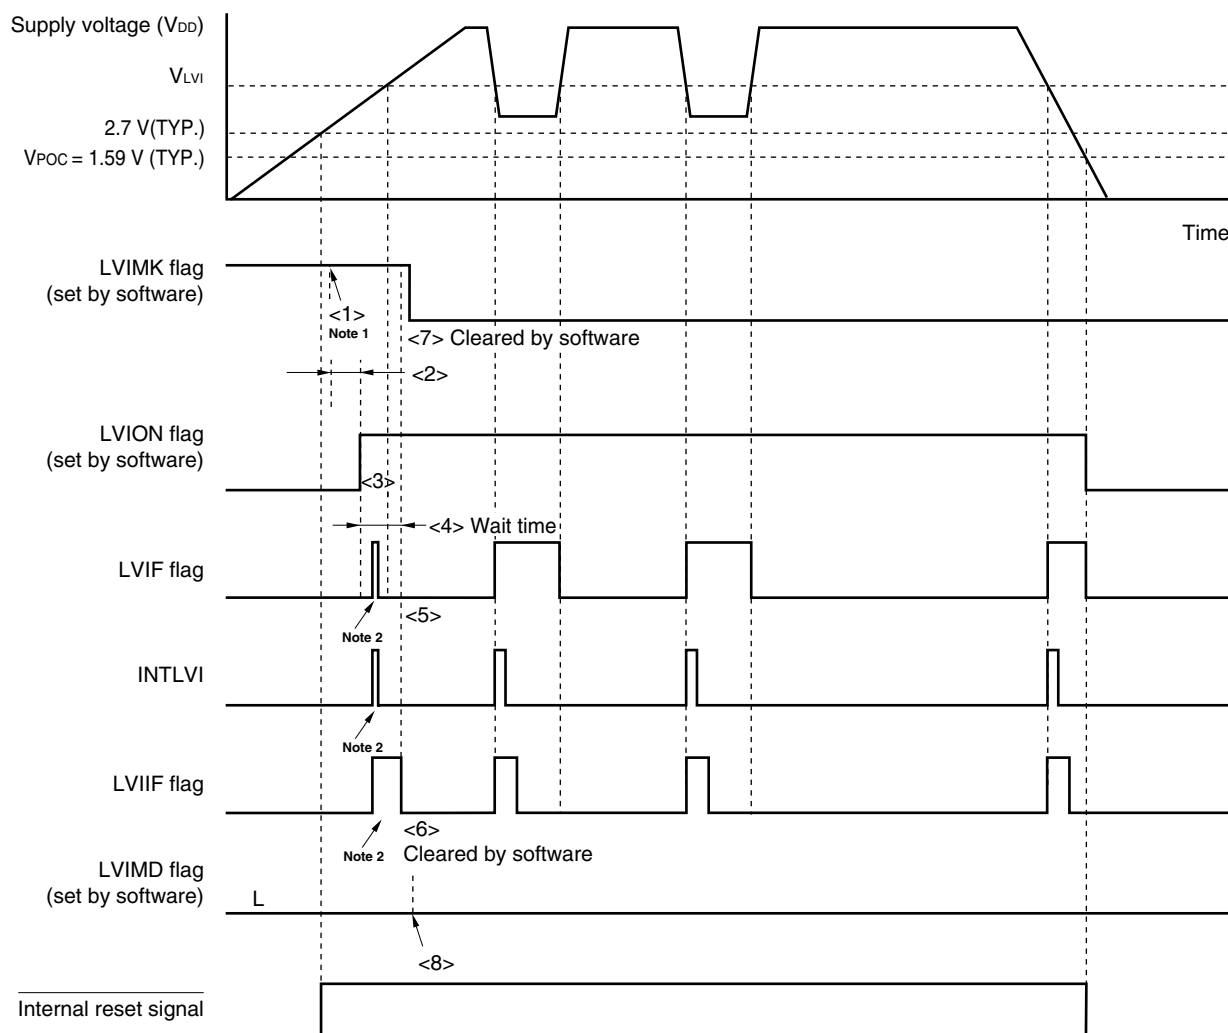 Supply voltage (VDD)
VLVI
2.7 V(TYP.)
VPOC = 1.59 V (TYP.)
Time
LVIMK flag
(set by software)
<1>
Note 1
<7> Cleared by software
<2>
LVION flag
(set by software)
<3>
<4> Wait time
LVIF flag
Note 2
<5>
INTLVI
Note 2
LVIIF flag
Note 2
<6>
Cleared by software
LVIMD flag
(set by software)
L
<8>
Internal reset signal